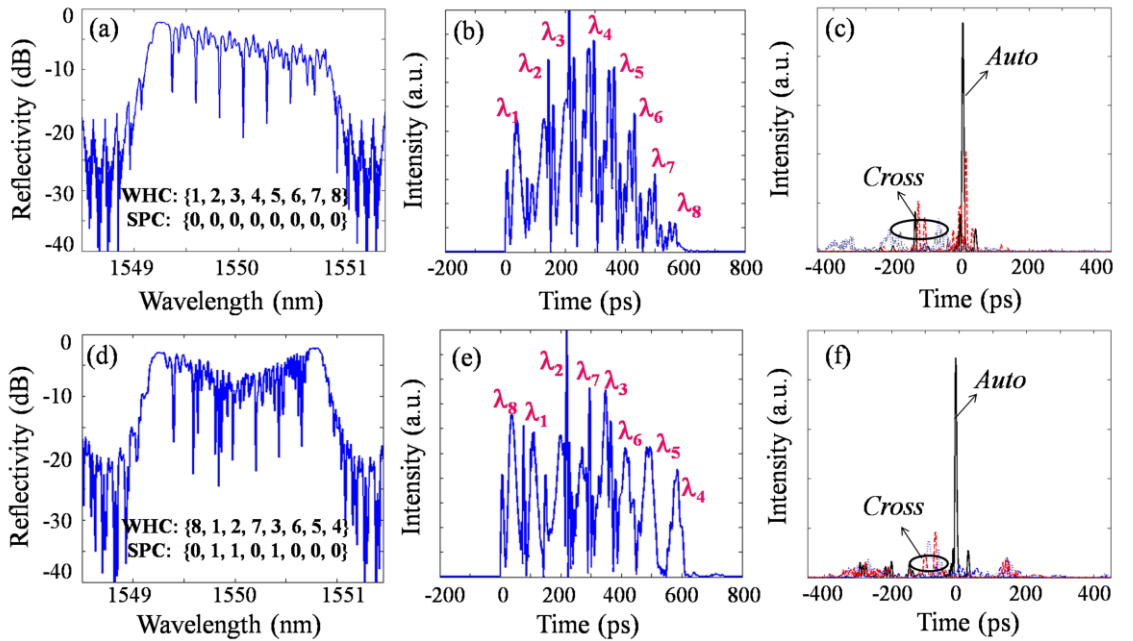 (a)
Reflectivity (dB)
0
-10
-20
-30
-40
WHC: {1, 2, 3, 4, 5, 6, 7, 8}
SPC: {0, 0, 0, 0, 0, 0, 0, 0}
1549 1550 1551
Wavelength (nm)
(b)
Intensity (a.u.)
λ1
λ2
λ3
λ4
λ5
λ6
λ7
λ8
-200 0 200 400 600 800
Time (ps)
(c)
Intensity (a.u.)
Auto
Cross
-400 -200 0 200 400
Time (ps)
(d)
Reflectivity (dB)
0
-10
-20
-30
-40
WHC: {8, 1, 2, 7, 3, 6, 5, 4}
SPC: {0, 1, 1, 0, 1, 0, 0, 0}
1549 1550 1551
Wavelength (nm)
(e)
Intensity (a.u.)
λ8
λ1
λ2
λ7
λ3
λ6
λ5
λ4
-200 0 200 400 600 800
Time (ps)
(f)
Intensity (a.u.)
Auto
Cross
-400 -200 0 200 400
Time (ps)